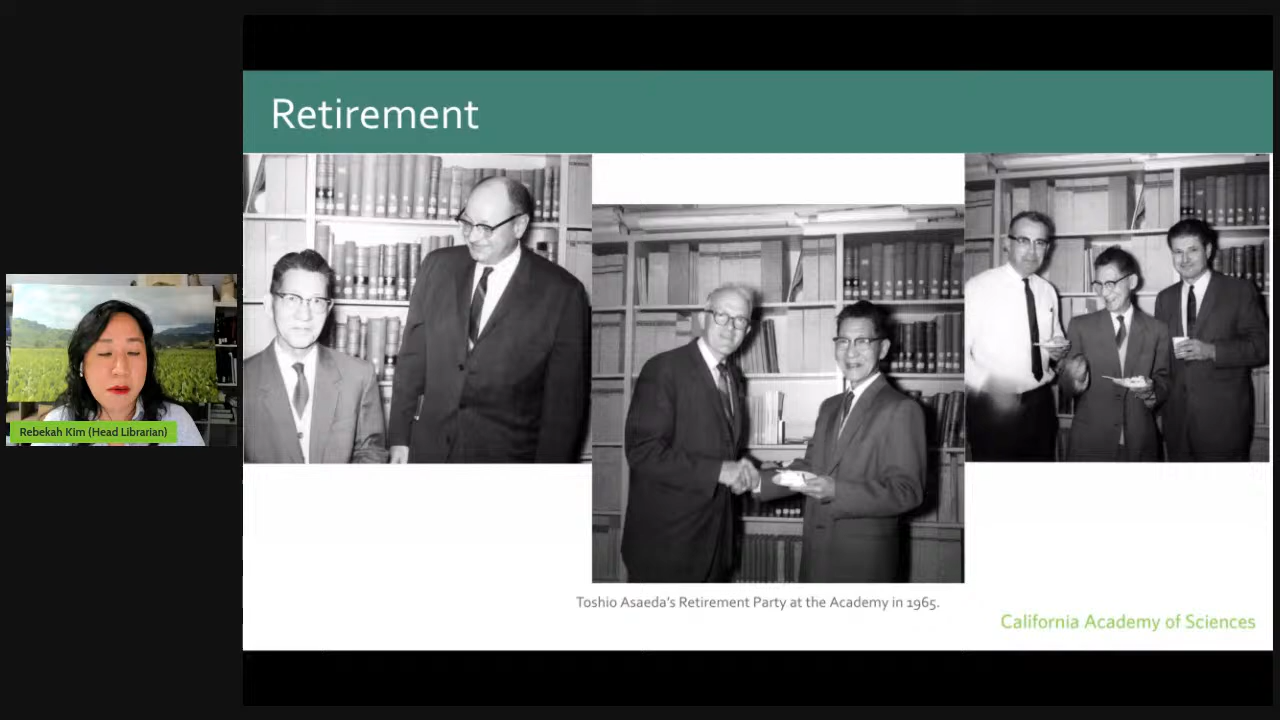 Retirement
Rebekah Kim (Head Librarian)
Toshio Asaeda's Retirement Party at the Academy in 1965.
California Academy of Sciences